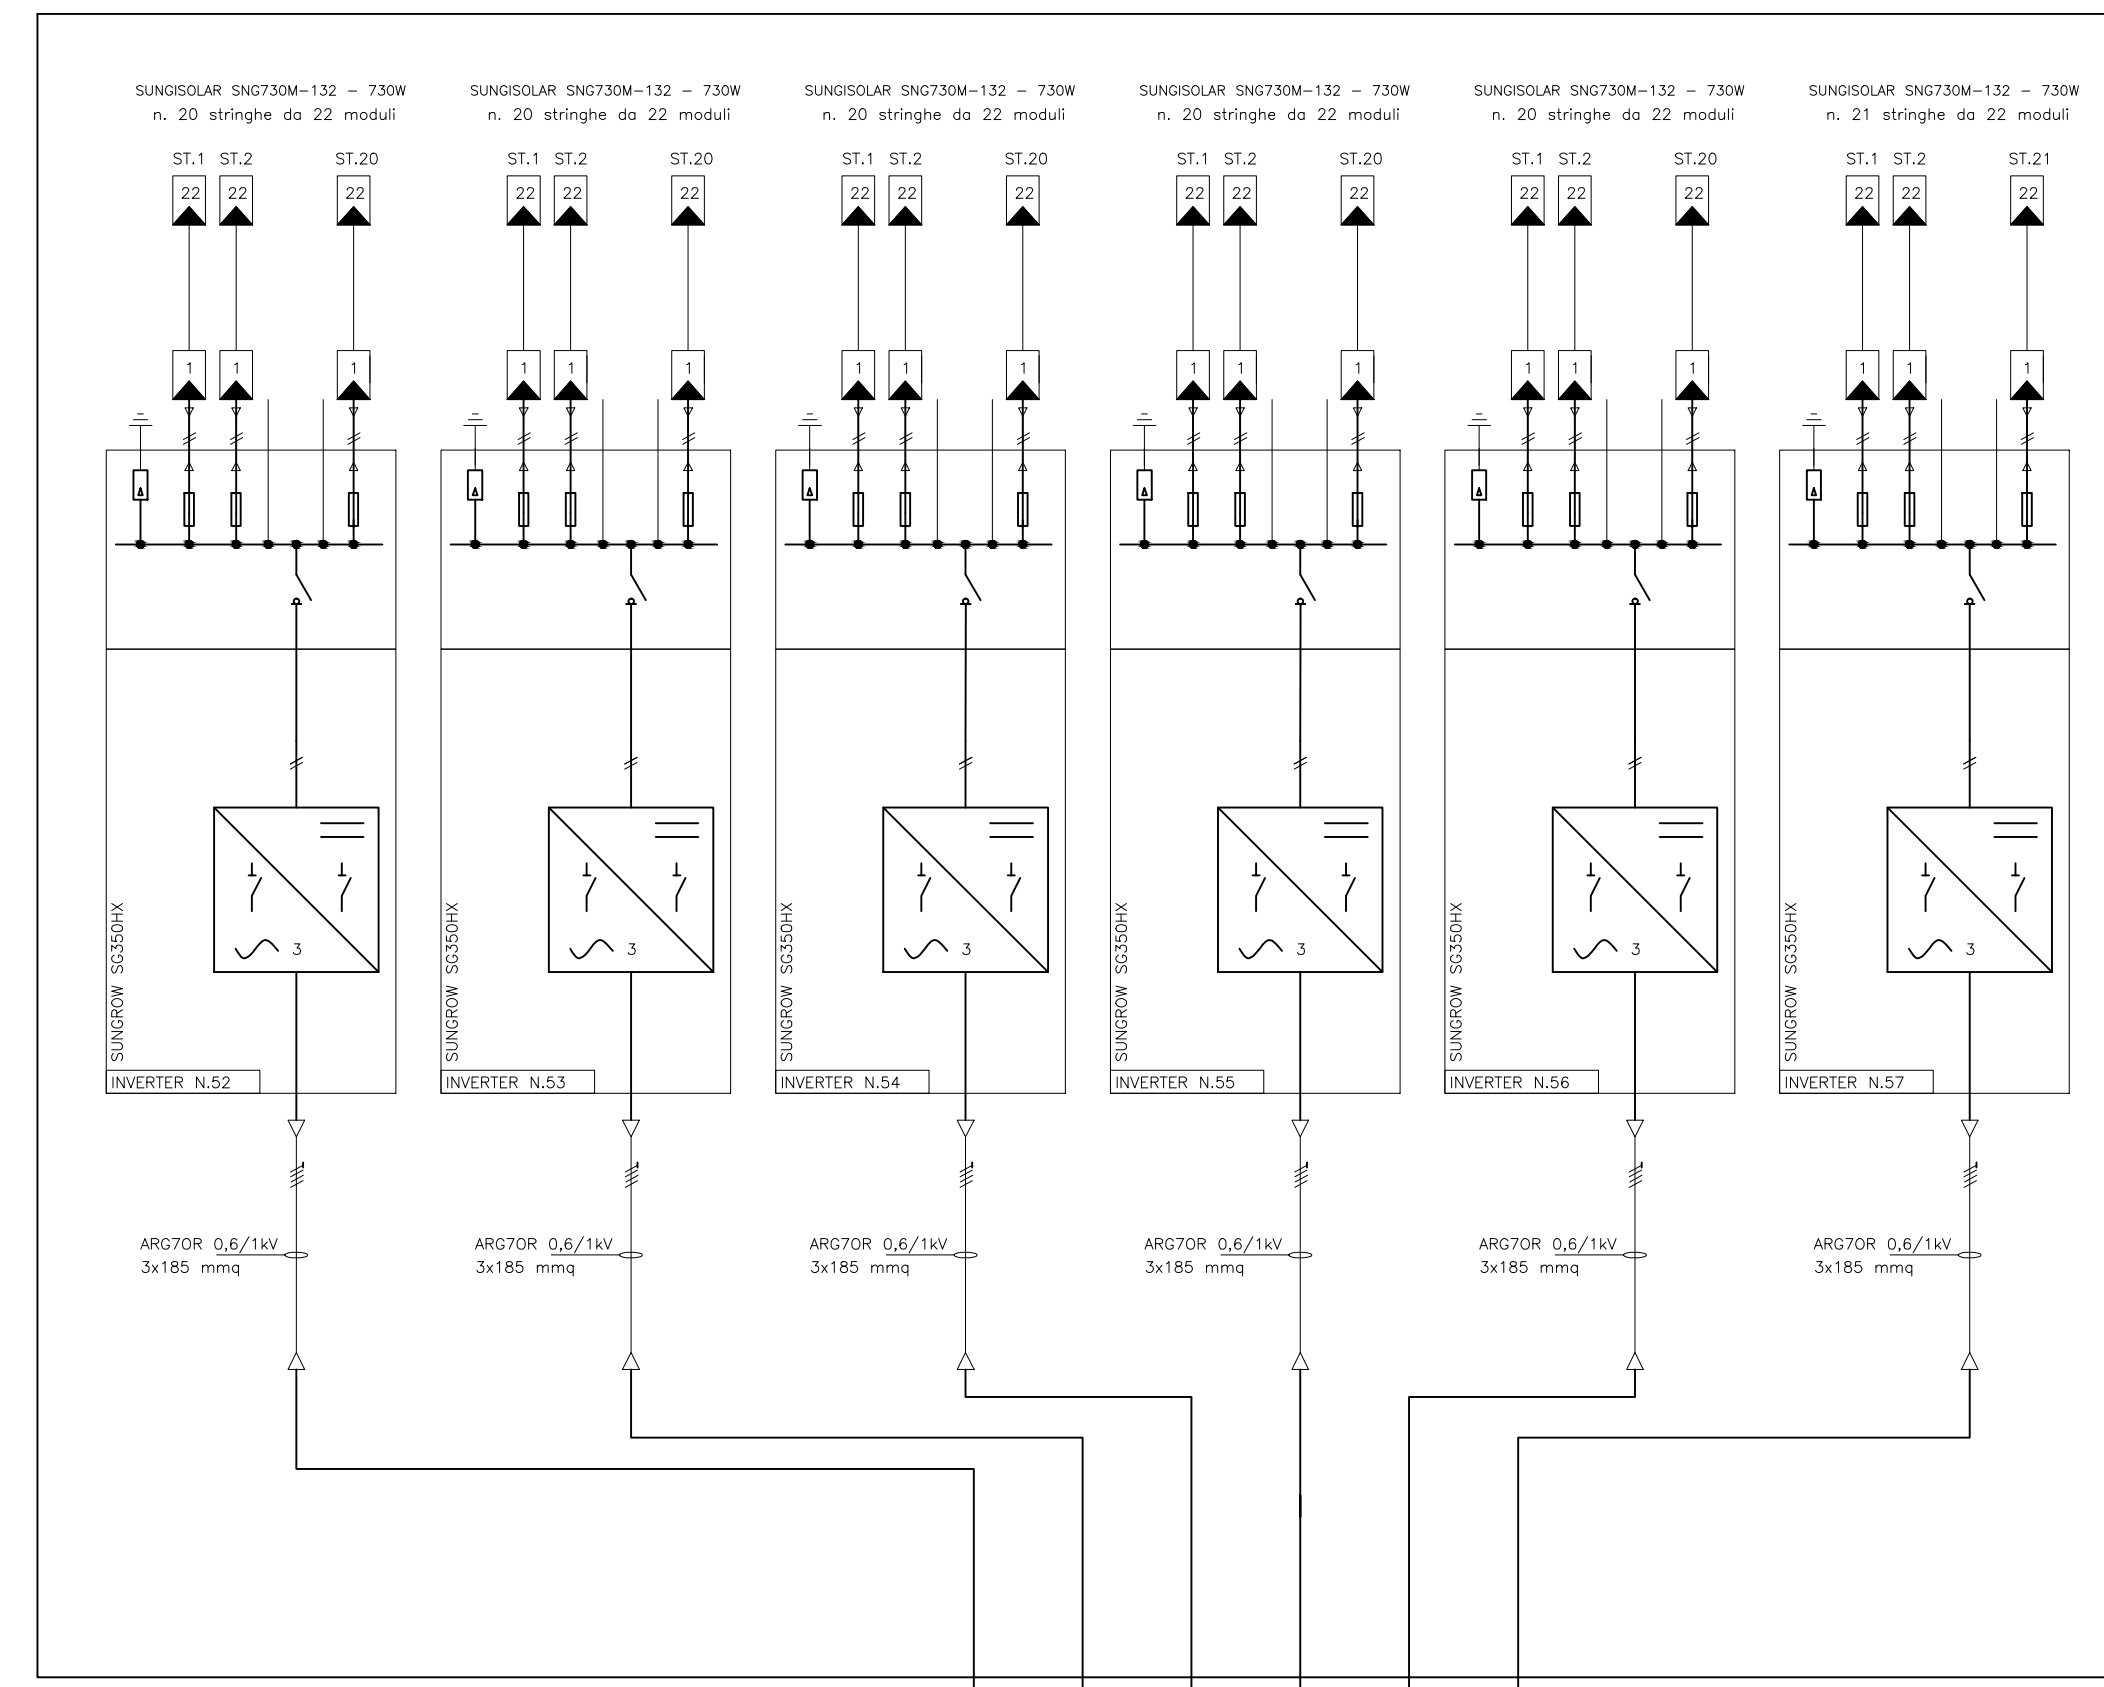 SUNGISOLAR SNG730M-132 - 730W
n. 20 stringhe da 22 moduli
ST.1 ST.2 ST.20
22 22 22
1 1 1
SUNGROW SG350HX
3
INVERTER N.52
ARG7OR 0,6/1kV
3x185 mmq
SUNGISOLAR SNG730M-132 - 730W
n. 20 stringhe da 22 moduli
ST.1 ST.2 ST.20
22 22 22
1 1 1
SUNGROW SG350HX
3
INVERTER N.53
ARG7OR 0,6/1kV
3x185 mmq
SUNGISOLAR SNG730M-132 - 730W
n. 20 stringhe da 22 moduli
ST.1 ST.2 ST.20
22 22 22
1 1 1
SUNGROW SG350HX
3
INVERTER N.54
ARG7OR 0,6/1kV
3x185 mmq
SUNGISOLAR SNG730M-132 - 730W
n. 20 stringhe da 22 moduli
ST.1 ST.2 ST.20
22 22 22
1 1 1
SUNGROW SG350HX
3
INVERTER N.55
ARG7OR 0,6/1kV
3x185 mmq
SUNGISOLAR SNG730M-132 - 730W
n. 20 stringhe da 22 moduli
ST.1 ST.2 ST.20
22 22 22
1 1 1
SUNGROW SG350HX
3
INVERTER N.56
ARG7OR 0,6/1kV
3x185 mmq
SUNGISOLAR SNG730M-132 - 730W
n. 21 stringhe da 22 moduli
ST.1 ST.2 ST.21
22 22 22
1 1 1
SUNGROW SG350HX
3
INVERTER N.57
ARG7OR 0,6/1kV
3x185 mmq